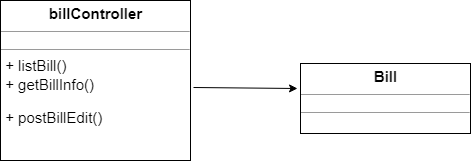 billController
+ listBill()
+ getBillInfo()
+ postBillEdit()
Bill